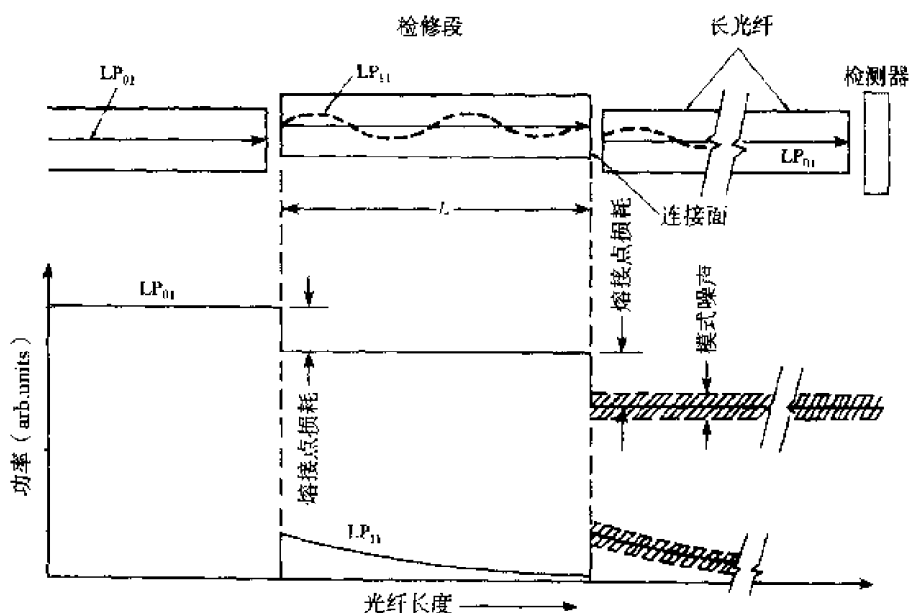 检修段
长光纤
LP₀₁
LP₁₁
检测器
LP₀₁
连接面
L
熔接点损耗
模式噪声
LP₀₁
熔接点损耗
功率（arb.units）
LP₁₁
光纤长度